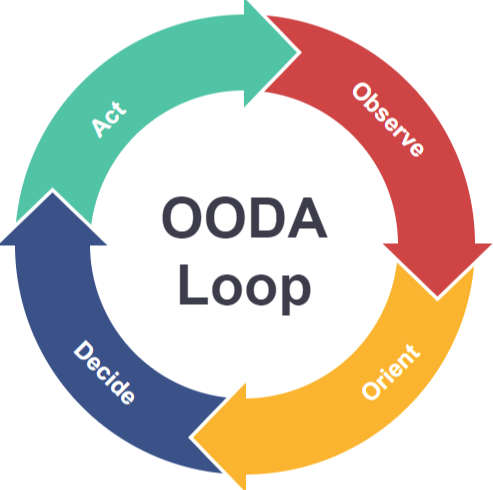 OODA
Loop
Observe
Orient
Decide
Act